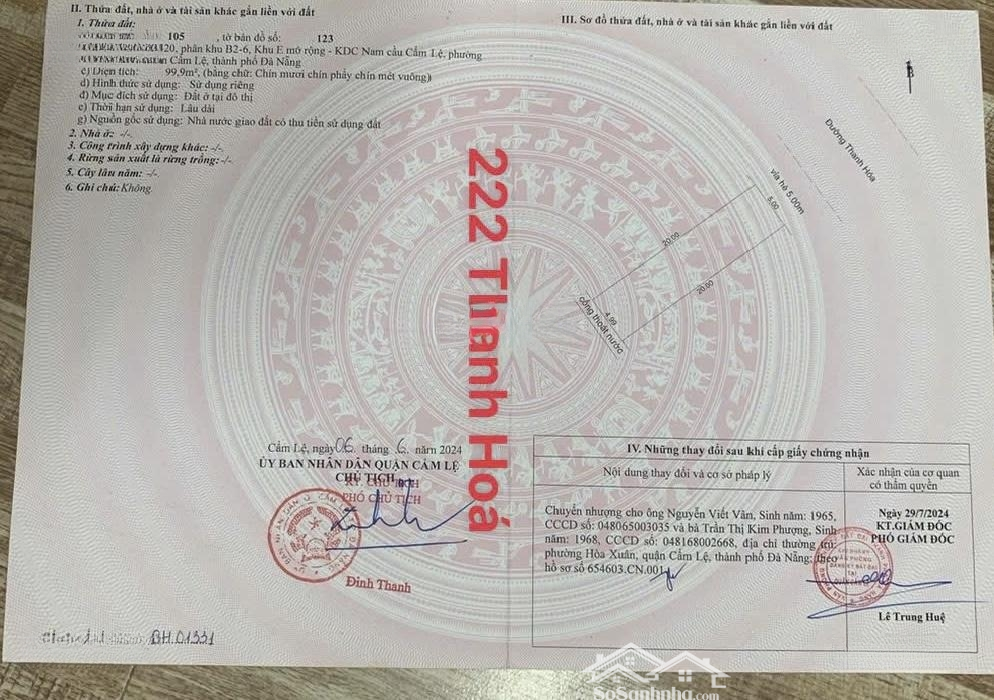 II. Thửa đất, nhà ở và tài sản khác gắn liền với đất
1. Thửa đất:
105 , tờ bản đồ số: 123
120, phân khu B2-6, Khu E mở rộng - KDC Nam cầu Cẩm Lệ, phường
Cẩm Lệ, thành phố Đà Nẵng
c) Diện tích: 99,9m², (bằng chữ: Chín mươi chín phẩy chín mét vuông)
d) Hình thức sử dụng: Sử dụng riêng
đ) Mục đích sử dụng: Đất ở tại đô thị
e) Thời hạn sử dụng: Lâu dài
g) Nguồn gốc sử dụng: Nhà nước giao đất có thu tiền sử dụng đất
2. Nhà ở: -/-
3. Công trình xây dựng khác: -/-
4. Rừng sản xuất là rừng trồng: -/-
5. Cây lâu năm: -/-
6. Ghi chú: Không
Cẩm Lệ, ngày 06 tháng 6 năm 2024
ỦY BAN NHÂN DÂN QUẬN CẨM LỆ
CHỦ TỊCH
KT. CHỦ TỊCH
PHÓ CHỦ TỊCH
Đinh Thanh
BH.01331
222 Thanh Hoá
III. Sơ đồ thửa đất, nhà ở và tài sản khác gắn liền với đất
B
Đường Thanh Hóa
vỉa hè 5.00m
5.00
20.00
20.00
4.99
cống thoát nước
IV. Những thay đổi sau khi cấp giấy chứng nhận
Nội dung thay đổi và cơ sở pháp lý
Xác nhận của cơ quan
có thẩm quyền
Chuyển nhượng cho ông Nguyễn Viết Vâm, Sinh năm: 1965,
CCCD số: 048065003035 và bà Trần Thị Kim Phượng, Sinh
năm: 1968, CCCD số: 048168002668, địa chỉ thường trú:
phường Hòa Xuân, quận Cẩm Lệ, thành phố Đà Nẵng; theo
hồ sơ số 654603.CN.001
Ngày 29/7/2024
KT.GIÁM ĐỐC
PHÓ GIÁM ĐỐC
Lê Trung Huệ
SoSanhnha.com